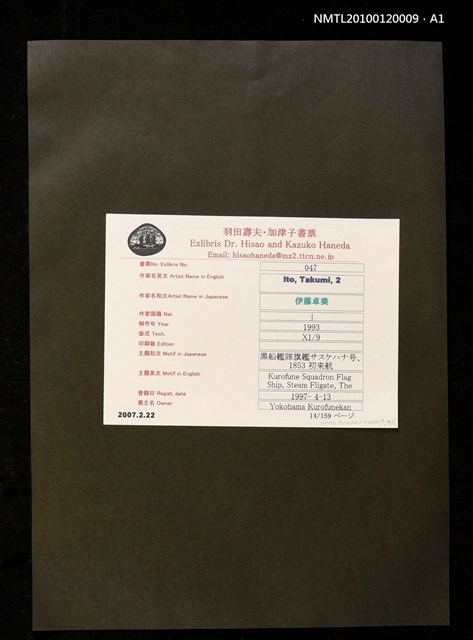 NMTL20100120009・A1
羽田壽夫・加津子書票
Exlibris Dr. Hisao and Kazuko Haneda
Email: hisaohaneda@mx2.ttcn.ne.jp
書票No. Exlibris No. 047
作家名英文 Artist Name in English Ito, Takumi, 2
作家名和文 Artist Name in Japanese 伊藤卓美
作家国籍 Nat J
制作年 Year 1993
版式 Tech. X1/9
印刷数 Edition
主題和文 Motif in Japanese 黒船艦隊旗艦サスケハナ号、
1853 初来航
主題英文 Motif in English Kurofune Squadron Flag
Ship, Steam Fligate, The
登録日 Regist. date 1997-4-13
票主名 Owner Yokohama Kurofunekan
2007.2.22 14/159 ページ